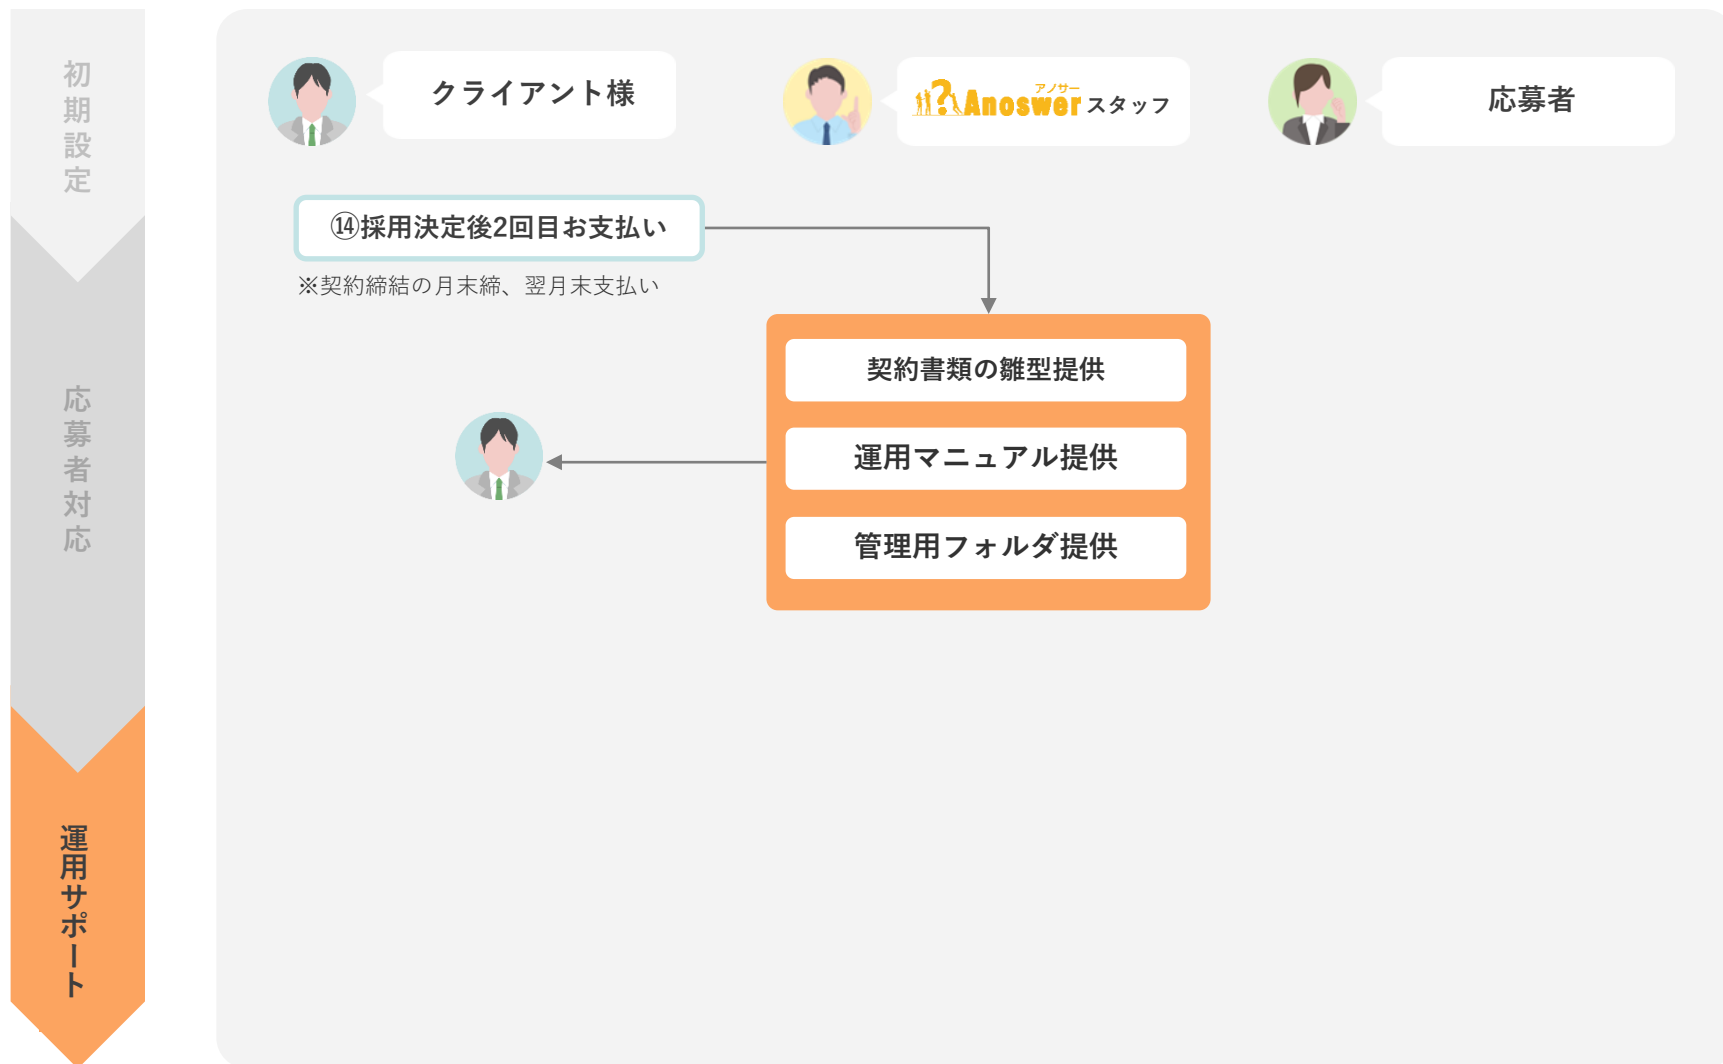 初期設定
応募者対応
運用サポート
クライアント様
アノサー
Anoswer スタッフ
応募者
⑭採用決定後2回目お支払い
※契約締結の月末締、翌月末支払い
契約書類の雛型提供
運用マニュアル提供
管理用フォルダ提供